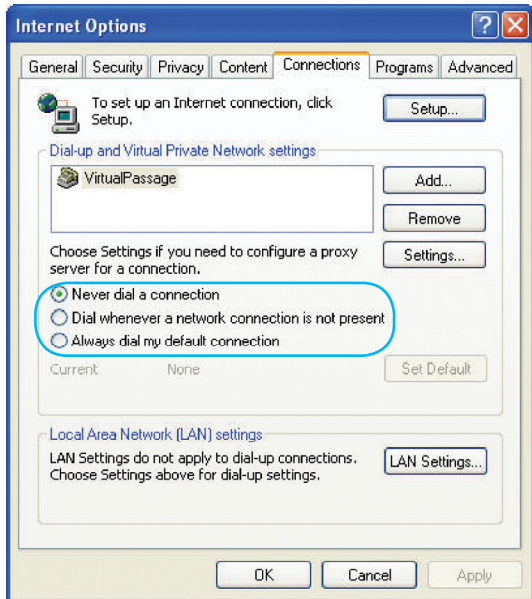 Internet Options
General Security Privacy Content Connections Programs Advanced
To set up an Internet connection, click
Setup.
Setup...
Dial-up and Virtual Private Network settings
VirtualPassage
Add...
Remove
Choose Settings if you need to configure a proxy
server for a connection.
Settings...
Never dial a connection
Dial whenever a network connection is not present
Always dial my default connection
Current None
Set Default
Local Area Network (LAN) settings
LAN Settings do not apply to dial-up connections.
Choose Settings above for dial-up settings.
LAN Settings...
OK Cancel Apply